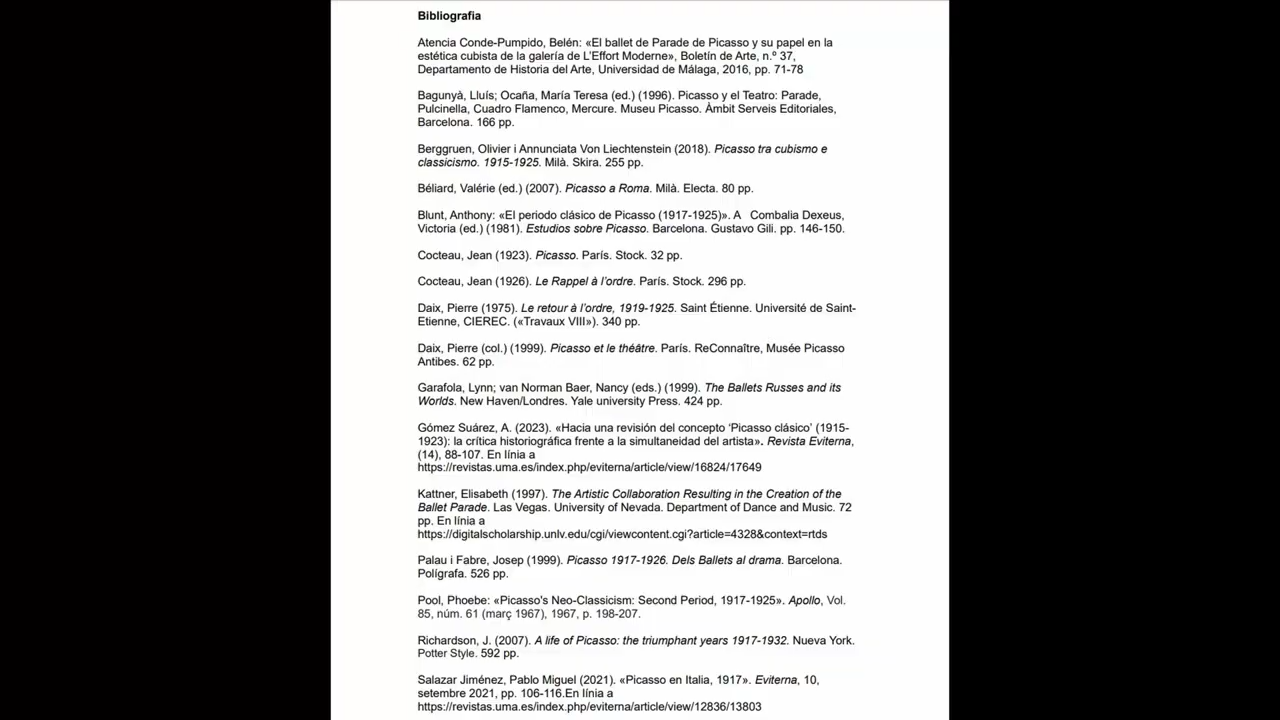 Bibliografia
Atencia Conde-Pumpido, Belén: «El ballet de Parade de Picasso y su papel en la
estética cubista de la galería de L'Effort Moderne», Boletín de Arte, n.º 37,
Departamento de Historia del Arte, Universidad de Málaga, 2016, pp. 71-78
Bagunyà, Lluís; Ocaña, María Teresa (ed.) (1996). Picasso y el Teatro: Parade,
Pulcinella, Cuadro Flamenco, Mercure. Museu Picasso. Àmbit Serveis Editoriales,
Barcelona. 166 pp.
Berggruen, Olivier i Annunciata Von Liechtenstein (2018). Picasso tra cubismo e
classicismo. 1915-1925. Milà. Skira. 255 pp.
Béliard, Valérie (ed.) (2007). Picasso a Roma. Milà. Electa. 80 pp.
Blunt, Anthony: «El periodo clásico de Picasso (1917-1925)». A Combalia Dexeus,
Victoria (ed.) (1981). Estudios sobre Picasso. Barcelona. Gustavo Gili. pp. 146-150.
Cocteau, Jean (1923). Picasso. París. Stock. 32 pp.
Cocteau, Jean (1926). Le Rappel à l'ordre. París. Stock. 296 pp.
Daix, Pierre (1975). Le retour à l'ordre, 1919-1925. Saint Étienne. Université de Saint-
Etienne, CIEREC. («Travaux VIII»). 340 pp.
Daix, Pierre (col.) (1999). Picasso et le théâtre. París. ReConnaître, Musée Picasso
Antibes. 62 pp.
Garafola, Lynn; van Norman Baer, Nancy (eds.) (1999). The Ballets Russes and its
Worlds. New Haven/Londres. Yale university Press. 424 pp.
Gómez Suárez, A. (2023). «Hacia una revisión del concepto 'Picasso clásico' (1915-
1923): la crítica historiográfica frente a la simultaneidad del artista». Revista Eviterna,
(14), 88-107. En línia a
https://revistas.uma.es/index.php/eviterna/article/view/16824/17649
Kattner, Elisabeth (1997). The Artistic Collaboration Resulting in the Creation of the
Ballet Parade. Las Vegas. University of Nevada. Department of Dance and Music. 72
pp. En línia a
https://digitalscholarship.unlv.edu/cgi/viewcontent.cgi?article=4328&context=rtds
Palau i Fabre, Josep (1999). Picasso 1917-1926. Dels Ballets al drama. Barcelona.
Polígrafa. 526 pp.
Pool, Phoebe: «Picasso's Neo-Classicism: Second Period, 1917-1925». Apollo, Vol.
85, núm. 61 (març 1967), 1967, p. 198-207.
Richardson, J. (2007). A life of Picasso: the triumphant years 1917-1932. Nueva York.
Potter Style. 592 pp.
Salazar Jiménez, Pablo Miguel (2021). «Picasso en Italia, 1917». Eviterna, 10,
setembre 2021, pp. 106-116.En línia a
https://revistas.uma.es/index.php/eviterna/article/view/12836/13803